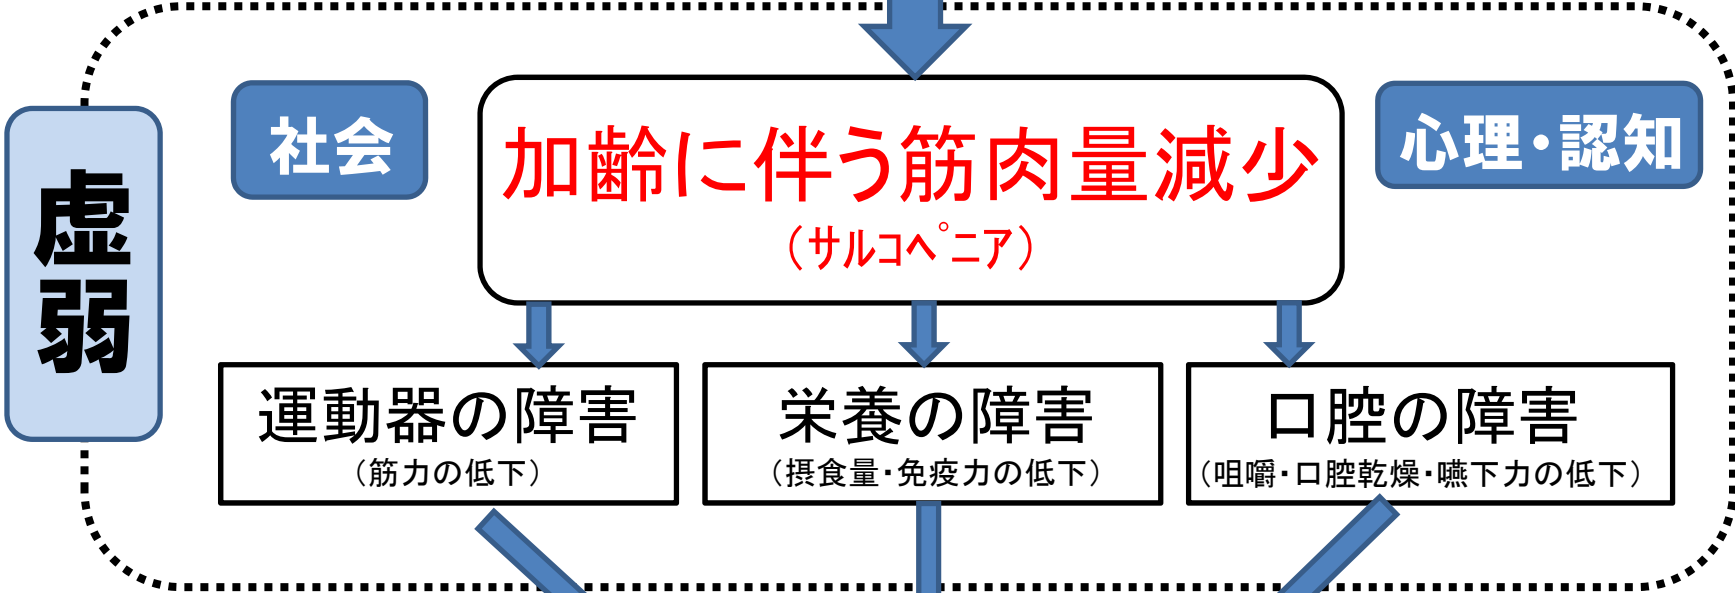 社会
加齢に伴う筋肉量減少
（サルコペニア）
心理・認知
虚弱
運動器の障害
（筋力の低下）
栄養の障害
（摂食量・免疫力の低下）
口腔の障害
（咀嚼・口腔乾燥・嚥下力の低下）